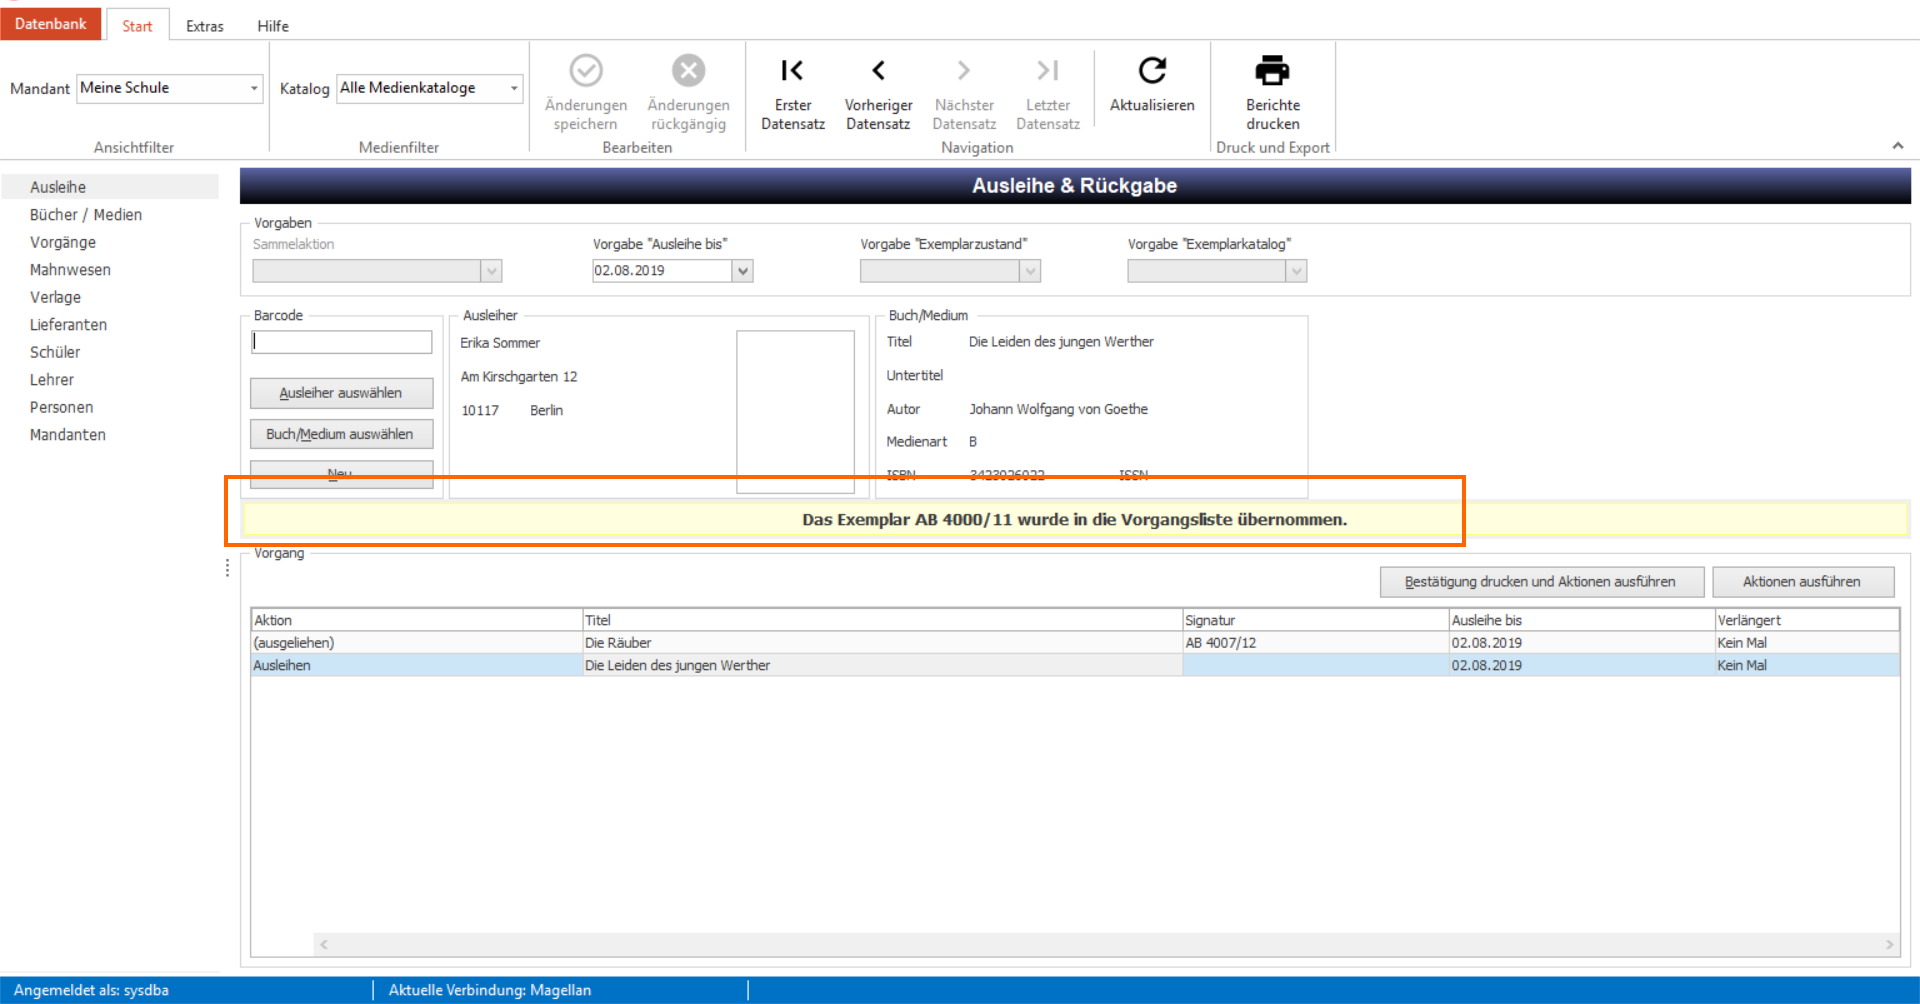 Datenbank Start Extras Hilfe
Mandant Meine Schule
Ansichtfilter
Katalog Alle Medienkataloge
Medienfilter
Änderungen speichern
Änderungen rückgängig
Bearbeiten
Erster Datensatz
Vorheriger Datensatz
Nächster Datensatz
Letzter Datensatz
Navigation
Aktualisieren
Berichte drucken
Druck und Export
Ausleihe
Bücher / Medien
Vorgänge
Mahnwesen
Verlage
Lieferanten
Schüler
Lehrer
Personen
Mandanten
Ausleihe & Rückgabe
Vorgaben
Sammelaktion
Vorgabe "Ausleihe bis"
02.08.2019
Vorgabe "Exemplarzustand"
Vorgabe "Exemplarkatalog"
Barcode
Ausleiher auswählen
Buch/Medium auswählen
Neu
Ausleiher
Erika Sommer
Am Kirschgarten 12
10117 Berlin
Buch/Medium
Titel Die Leiden des jungen Werther
Untertitel
Autor Johann Wolfgang von Goethe
Medienart B
ISBN 3423026022 ISSN
Das Exemplar AB 4000/11 wurde in die Vorgangsliste übernommen.
Vorgang
Bestätigung drucken und Aktionen ausführen Aktionen ausführen
Aktion Titel Signatur Ausleihe bis Verlängert
(ausgeliehen) Die Räuber AB 4007/12 02.08.2019 Kein Mal
Ausleihen Die Leiden des jungen Werther 02.08.2019 Kein Mal
Angemeldet als: sysdba Aktuelle Verbindung: Magellan